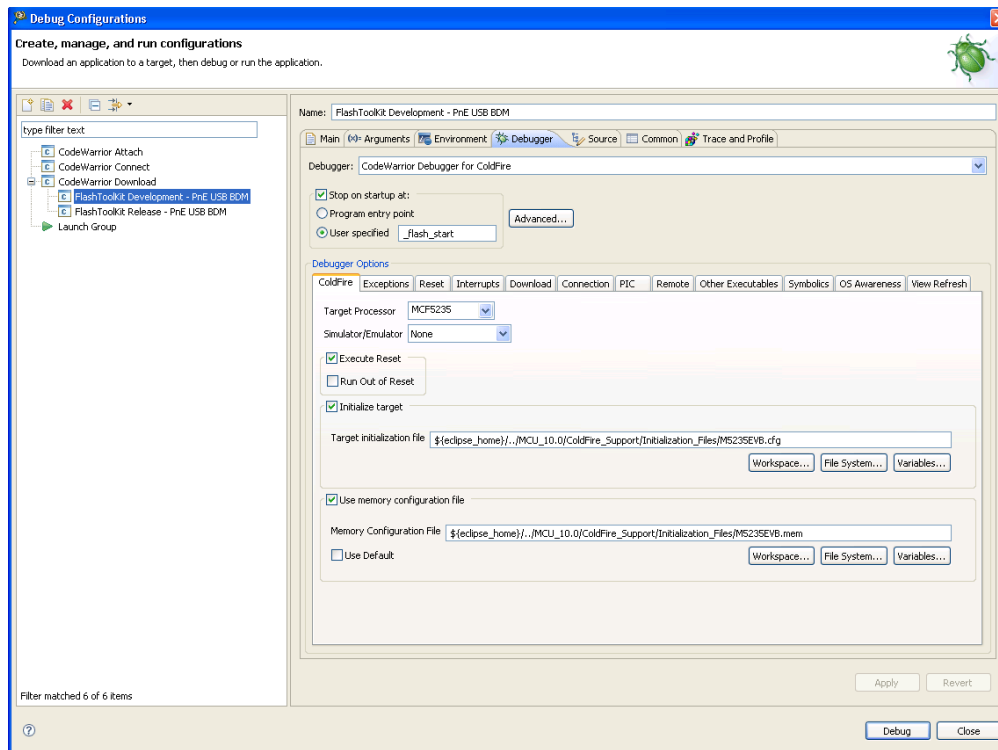 Debug Configurations
Create, manage, and run configurations
Download an application to a target, then debug or run the application.
type filter text
CodeWarrior Attach
CodeWarrior Connect
CodeWarrior Download
FlashToolKit Development - PnE USB BDM
FlashToolKit Release - PnE USB BDM
Launch Group
Filter matched 6 of 6 items
Name: FlashToolKit Development - PnE USB BDM
Main (x)= Arguments Environment Debugger Source Common Trace and Profile
Debugger: CodeWarrior Debugger for ColdFire
Stop on startup at:
Program entry point
Advanced...
User specified _flash_start
Debugger Options
ColdFire Exceptions Reset Interrupts Download Connection PIC Remote Other Executables Symbolics OS Awareness View Refresh
Target Processor MCF5235
Simulator/Emulator None
Execute Reset
Run Out of Reset
Initialize target
Target initialization file ${eclipse_home}/../MCU_10.0/ColdFire_Support/Initialization_Files/M5235EVB.cfg
Workspace... File System... Variables...
Use memory configuration file
Memory Configuration File ${eclipse_home}/../MCU_10.0/ColdFire_Support/Initialization_Files/M5235EVB.mem
Use Default Workspace... File System... Variables...
Apply Revert
Debug Close